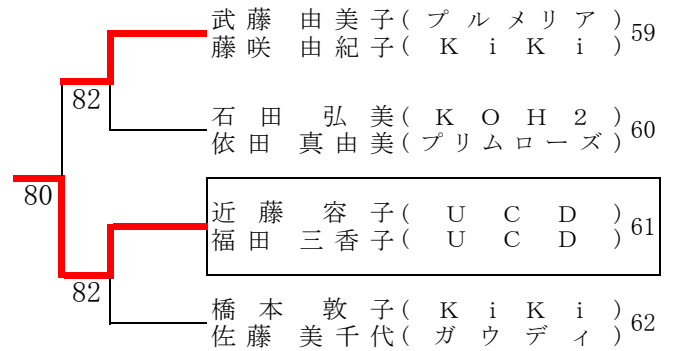 武藤 由美子(プルメリア) 59
藤咲 由紀子(KiKi)
82
石田 弘美(KOH2) 60
依田 真由美(プリムローズ)
80
近藤 容子(UCD) 61
福田 三香子(UCD)
82
橋本 敦子(KiKi) 62
佐藤 美千代(ガウディ)